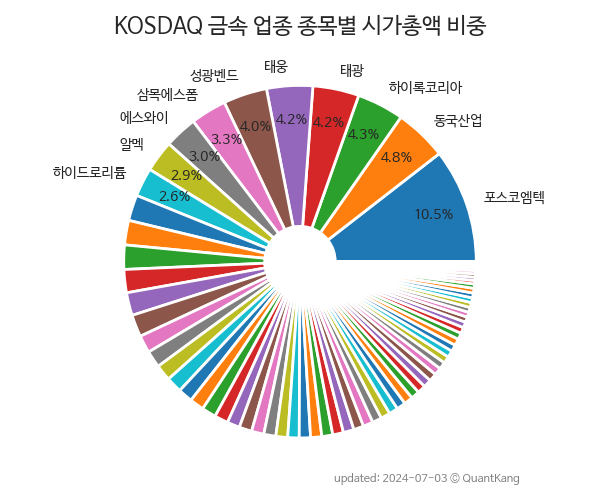 KOSDAQ 금속 업종 종목별 시가총액 비중
포스코엠텍
10.5%
동국산업
4.8%
하이록코리아
4.3%
태광
4.2%
태웅
4.2%
성광벤드
4.0%
삼목에스폼
3.3%
에스와이
3.0%
알멕
2.9%
하이드로리튬
2.6%
updated: 2024-07-03 © QuantKang